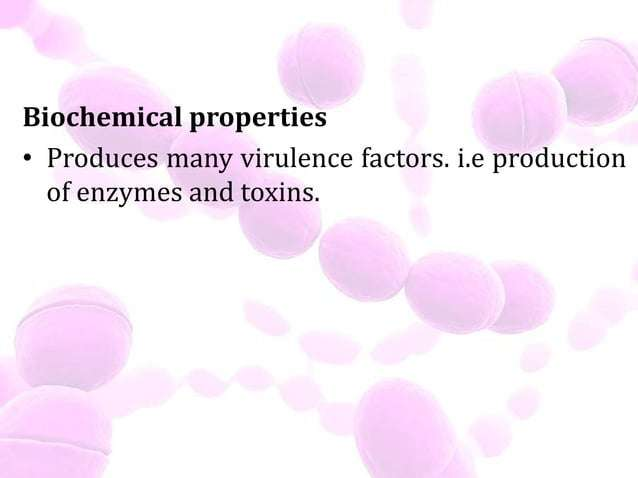 Biochemical properties
• Produces many virulence factors. i.e production
of enzymes and toxins.